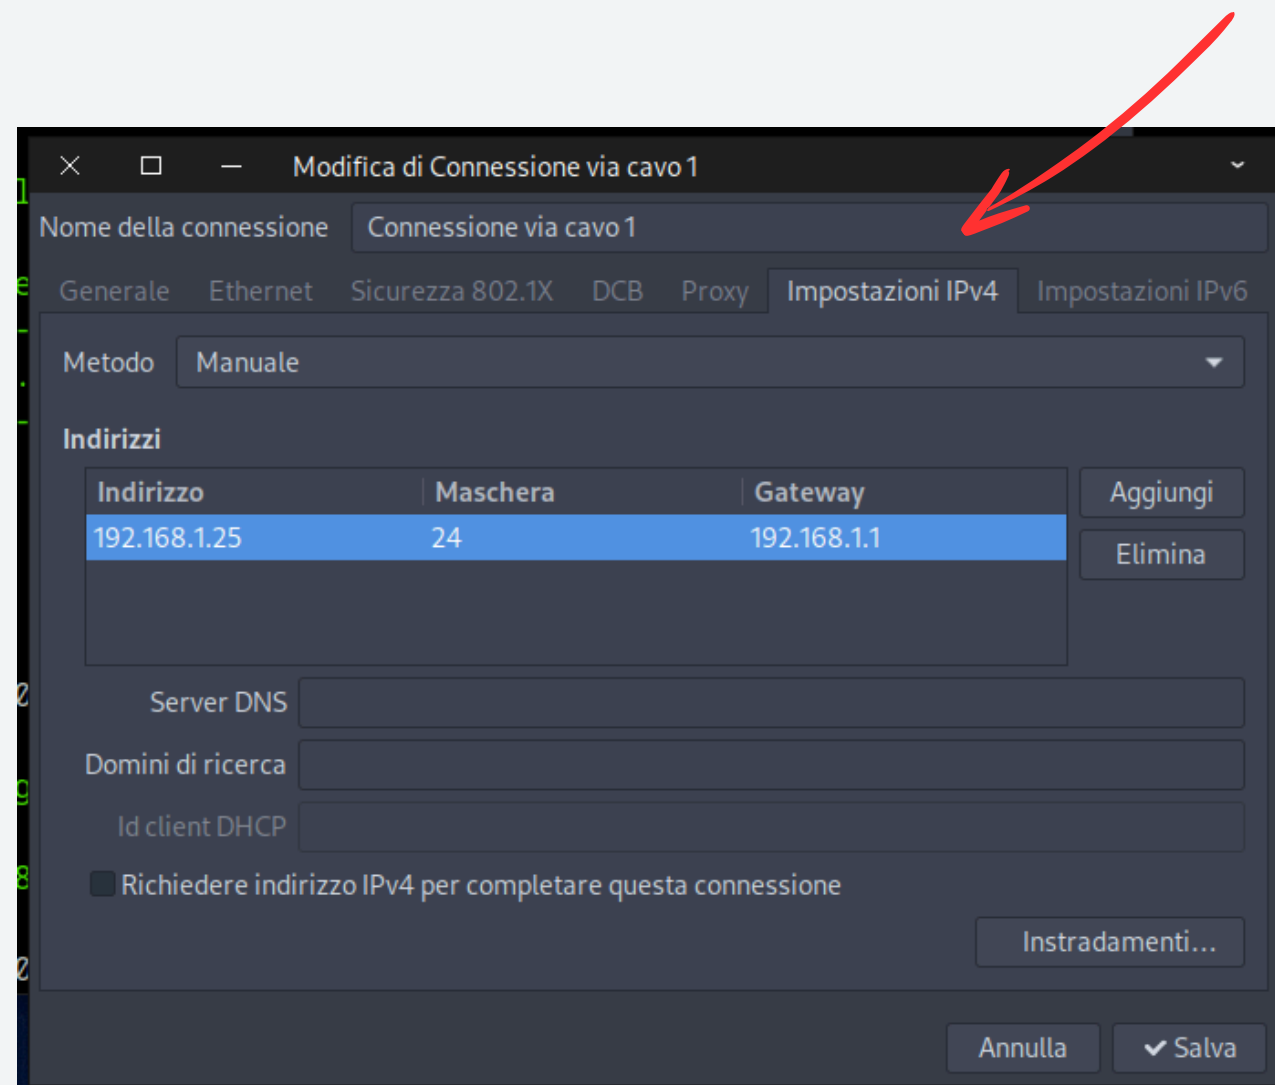 Modifica di Connessione via cavo 1
Nome della connessione Connessione via cavo 1
Generale Ethernet Sicurezza 802.1X DCB Proxy Impostazioni IPv4 Impostazioni IPv6
Metodo Manuale
Indirizzi
Indirizzo Maschera Gateway Aggiungi
192.168.1.25 24 192.168.1.1
Elimina
Server DNS
Domini di ricerca
Id client DHCP
Richiedere indirizzo IPv4 per completare questa connessione
Instradamenti...
Annulla Salva